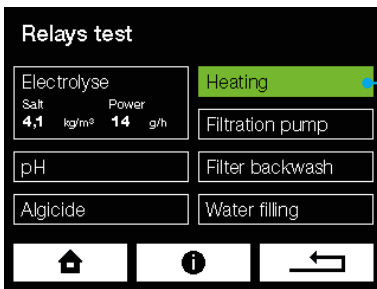 Relays test
Electrolyse
Salt Power
4,1 kg/m³ 14 g/h
pH
Algicide
Heating
Filtration pump
Filter backwash
Water filling
i